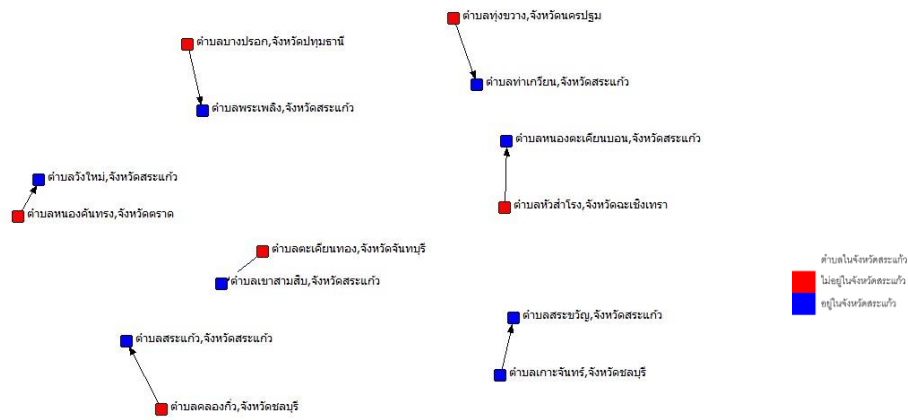 ตำบลทุ่งขวาง,จังหวัดนครปฐม
ตำบลบางปรอก,จังหวัดปทุมธานี
ตำบลท่าเกวียน,จังหวัดสระแก้ว
ตำบลพระเพลิง,จังหวัดสระแก้ว
ตำบลหนองตะเคียนบอน,จังหวัดสระแก้ว
ตำบลวังใหม่,จังหวัดสระแก้ว
ตำบลหัวสำโรง,จังหวัดฉะเชิงเทรา
ตำบลหนองคันทรง,จังหวัดตราด
ตำบลตะเคียนทอง,จังหวัดจันทบุรี
ตำบลในจังหวัดสระแก้ว
ไม่อยู่ในจังหวัดสระแก้ว
ตำบลเขาสามสิบ,จังหวัดสระแก้ว
อยู่ในจังหวัดสระแก้ว
ตำบลสระขวัญ,จังหวัดสระแก้ว
ตำบลสระแก้ว,จังหวัดสระแก้ว
ตำบลเกาะจันทร์,จังหวัดชลบุรี
ตำบลคลองกิ่ว,จังหวัดชลบุรี